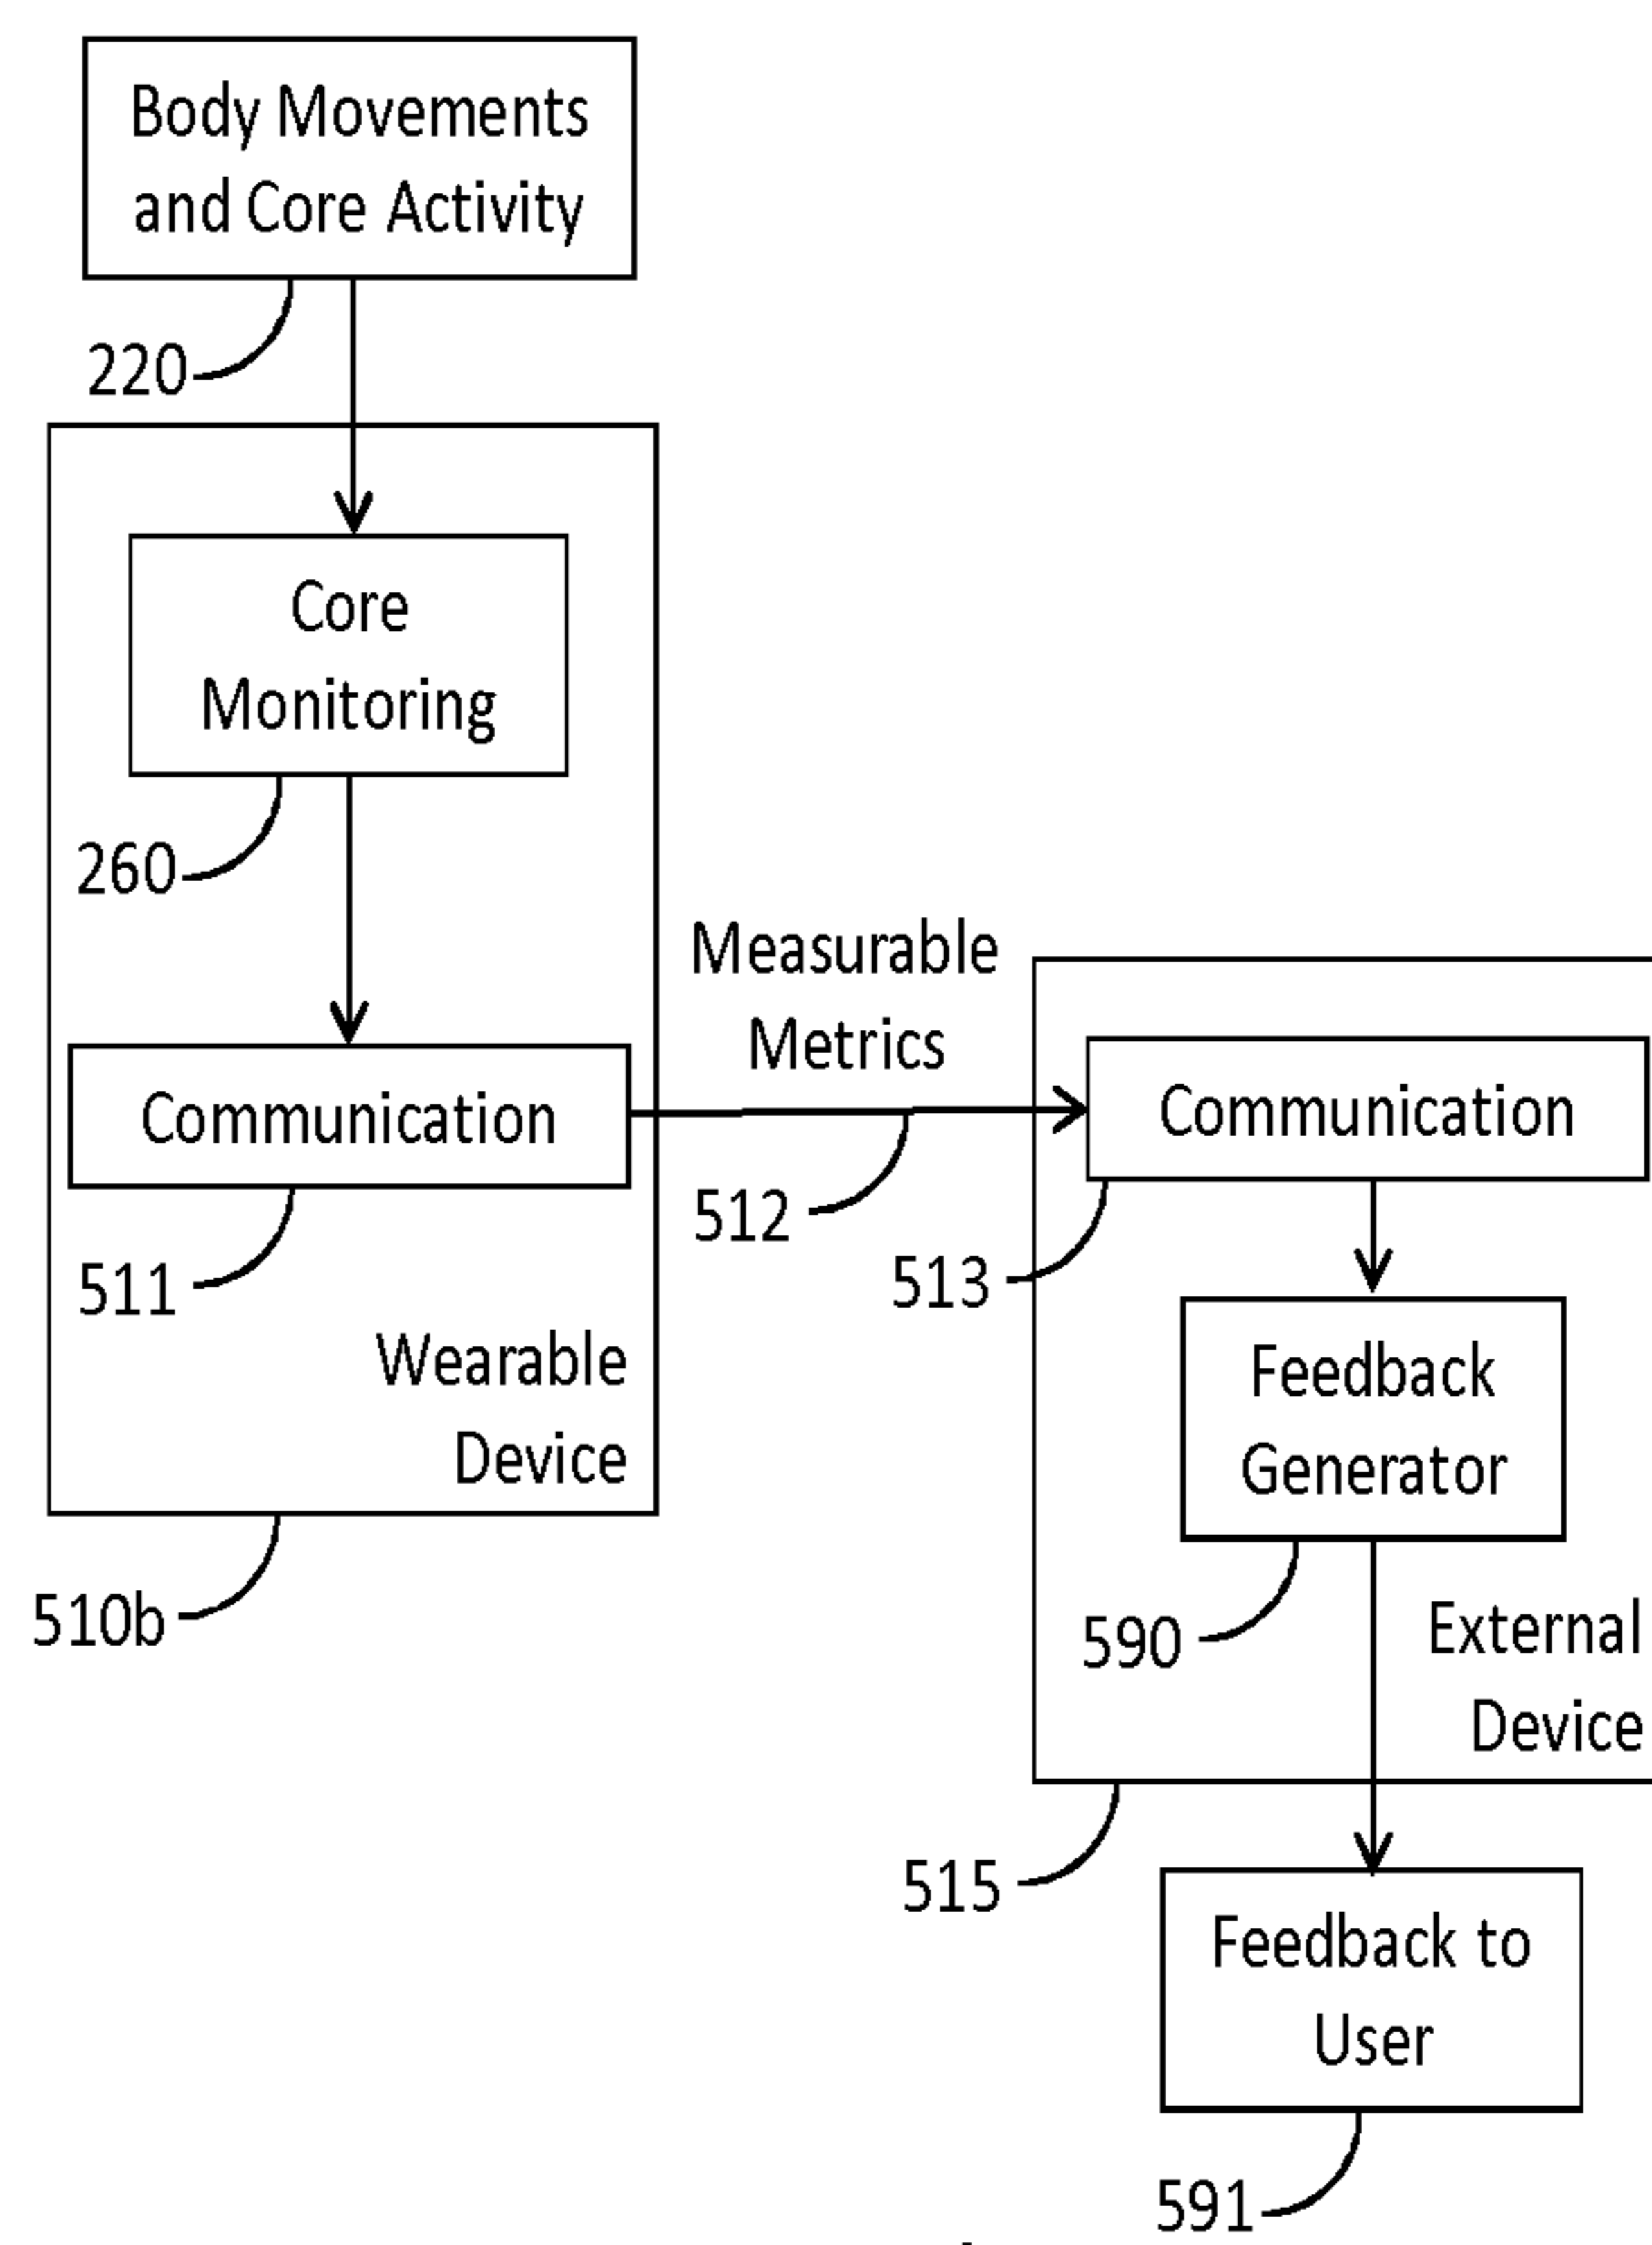 Body Movements
and Core Activity
220
Core
Monitoring
260
Communication
511
Wearable
Device
510b
Measurable
Metrics
512
Communication
513
Feedback
Generator
590
External
Device
515
Feedback to
User
591